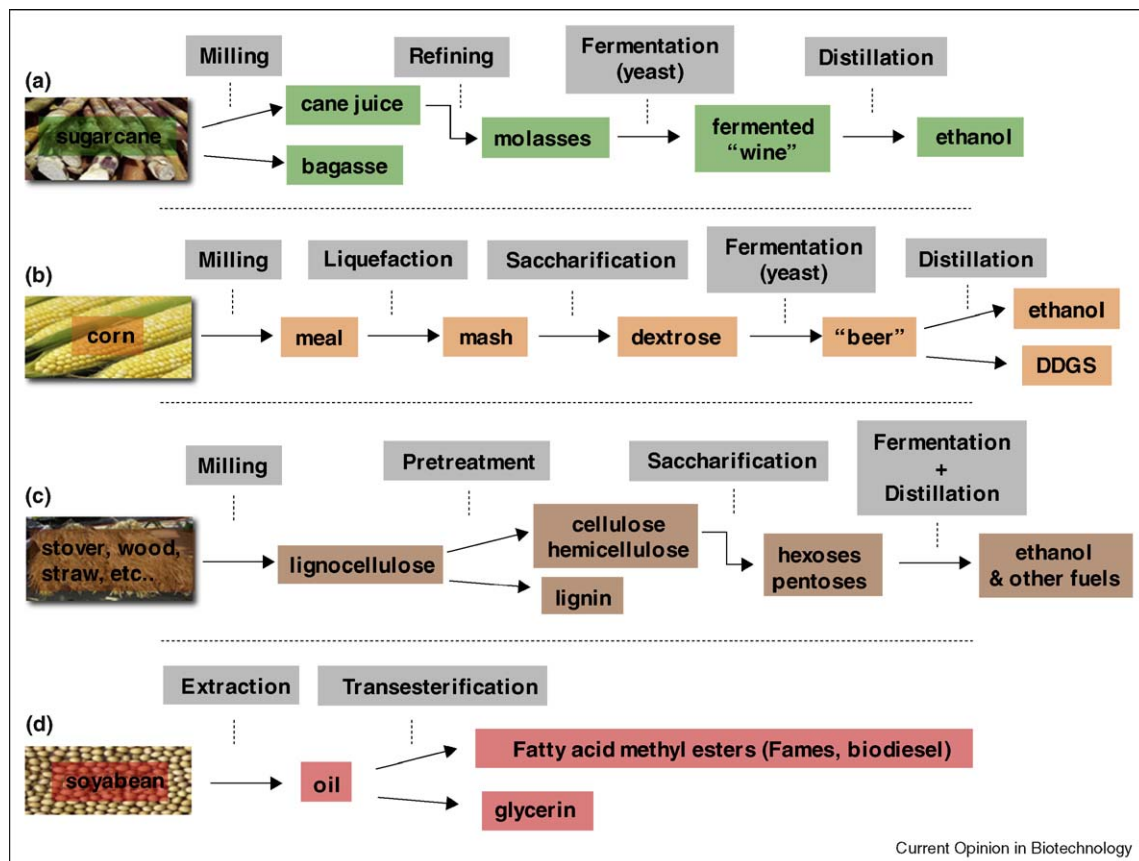 Milling
Refining
Fermentation
(yeast)
Distillation
(a)
sugarcane
cane juice
bagasse
molasses
fermented
“wine”
ethanol
Milling
Liquefaction
Saccharification
Fermentation
(yeast)
Distillation
(b)
corn
meal
mash
dextrose
“beer”
ethanol
DDGS
Milling
Pretreatment
Saccharification
Fermentation
+
Distillation
(c)
stover, wood,
straw, etc..
lignocellulose
cellulose
hemicellulose
lignin
hexoses
pentoses
ethanol
& other fuels
Extraction
Transesterification
(d)
soyabean
oil
Fatty acid methyl esters (Fames, biodiesel)
glycerin
Current Opinion in Biotechnology